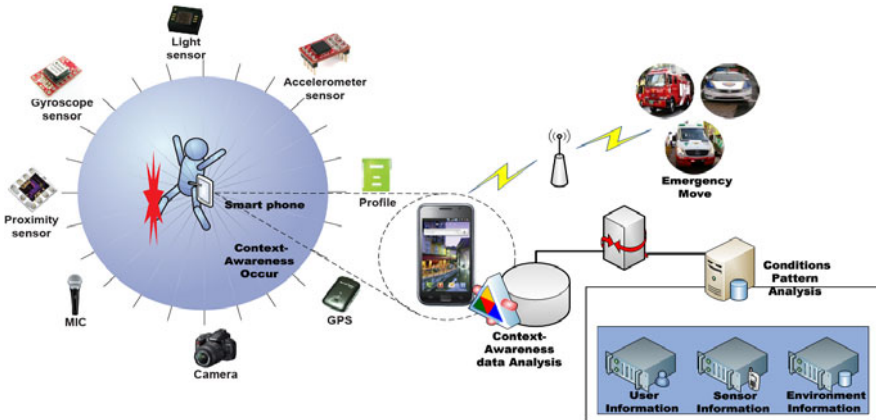 Light
sensor
Accelerometer
sensor
Gyroscope
sensor
Proximity
sensor
Smart phone
Profile
Emergency
Move
Context-
Awareness
Occur
Conditions
Pattern
Analysis
GPS
MIC
Camera
Context-
Awareness
data Analysis
User
Information
Sensor
Information
Environment
Information